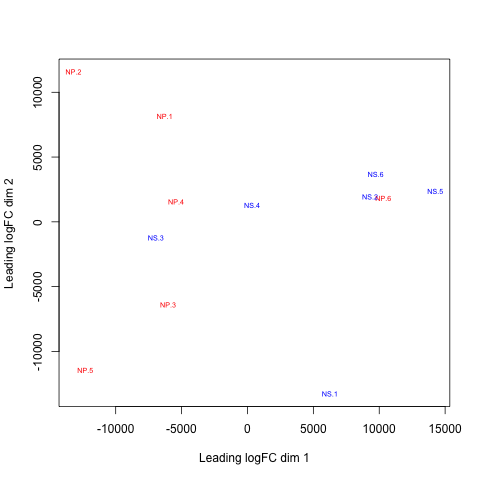 NP.2
NP.1
NS.6
NS.5
NS.2
NP.6
NP.4
NS.4
NS.3
NP.3
NP.5
NS.1
10000
5000
0
-5000
-10000
Leading logFC dim 2
-10000 -5000 0 5000 10000 15000
Leading logFC dim 1